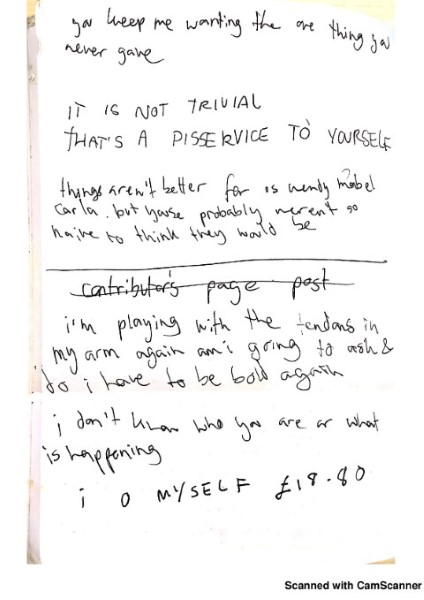 you keep me wanting the one thing you
never gave
IT IS NOT TRIVIAL
THAT'S A DISSERVICE TO YOURSELF
things aren't better for is wendy mabel
carla. but youse probably weren't so
naive to think they would be
contributor's page post
i'm playing with the tendons in
my arm again am i going to ask &
do i have to be bold again
i don't know who you are or what
is happening
i O MYSELF £18.80
Scanned with CamScanner